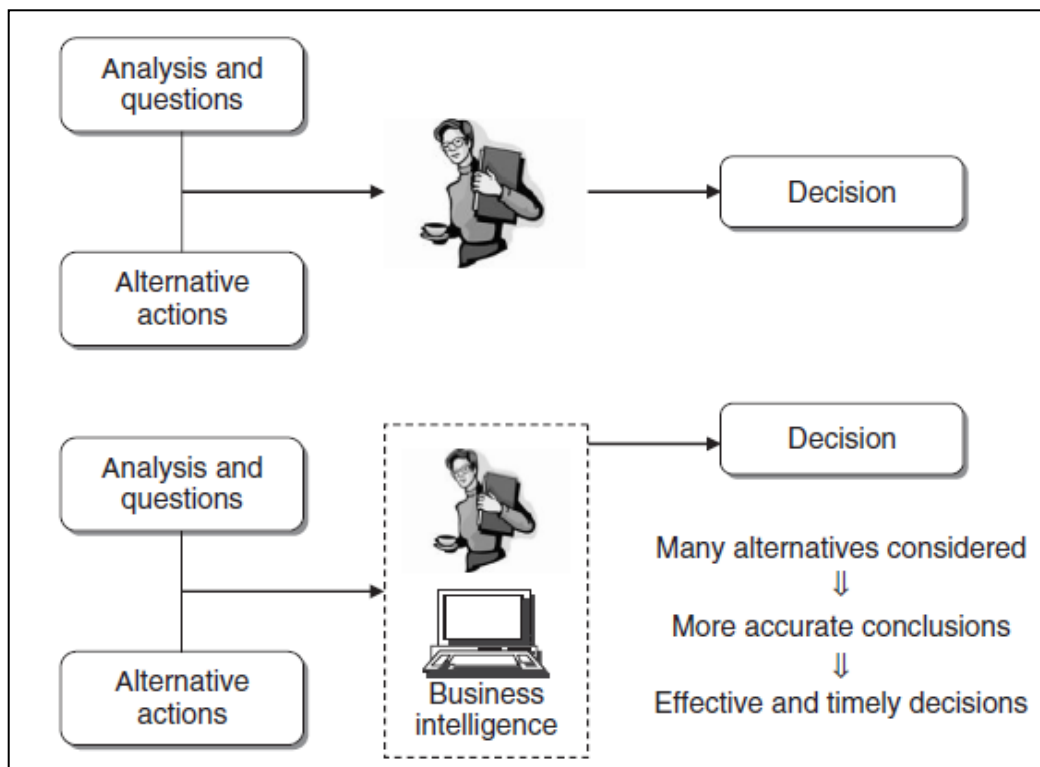 Analysis and
questions
Decision
Alternative
actions
Analysis and
questions
Decision
Many alternatives considered
⇓
More accurate conclusions
⇓
Effective and timely decisions
Alternative
actions
Business
intelligence